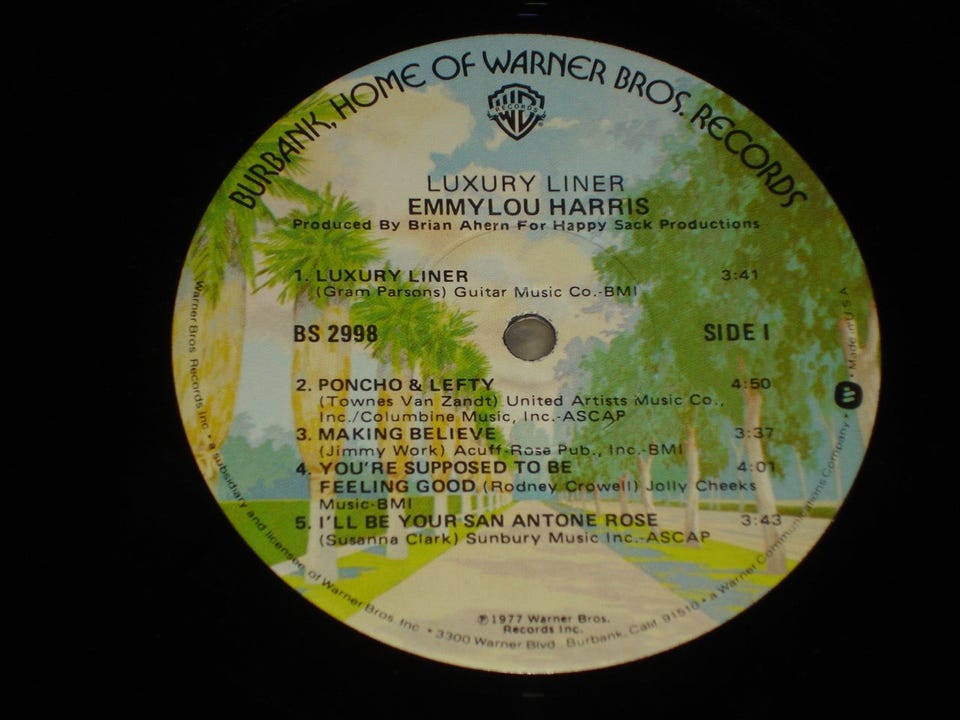 BURBANK, HOME OF WARNER BROS. RECORDS
WB
RECORDS
LUXURY LINER
EMMYLOU HARRIS
Produced By Brian Ahern For Happy Sack Productions
1. LUXURY LINER 3:41
(Gram Parsons) Guitar Music Co.-BMI
BS 2998 SIDE I
2. PONCHO & LEFTY 4:50
(Townes Van Zandt) United Artists Music Co.,
Inc./Columbine Music, Inc.-ASCAP
3. MAKING BELIEVE 3:37
(Jimmy Work) Acuff-Rose Pub., Inc.-BMI
4. YOU'RE SUPPOSED TO BE 4:01
FEELING GOOD (Rodney Crowell) Jolly Cheeks
Music-BMI
5. I'LL BE YOUR SAN ANTONE ROSE 3:43
(Susanna Clark) Sunbury Music Inc.-ASCAP
℗1977 Warner Bros.
Records Inc.
Warner Bros. Records Inc. • a subsidiary and licensee of Warner Bros. Inc. • 3300 Warner Blvd., Burbank, Calif. 91510 • a Warner Communications Company • Made in U.S.A.